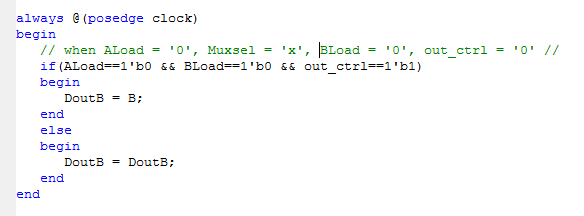 always @(posedge clock)
begin
// when ALoad = '0', Muxsel = 'x', BLoad = '0', out_ctrl = '0' //
if(ALoad==1'b0 && BLoad==1'b0 && out_ctrl==1'b1)
begin
DoutB = B;
end
else
begin
DoutB = DoutB;
end
end